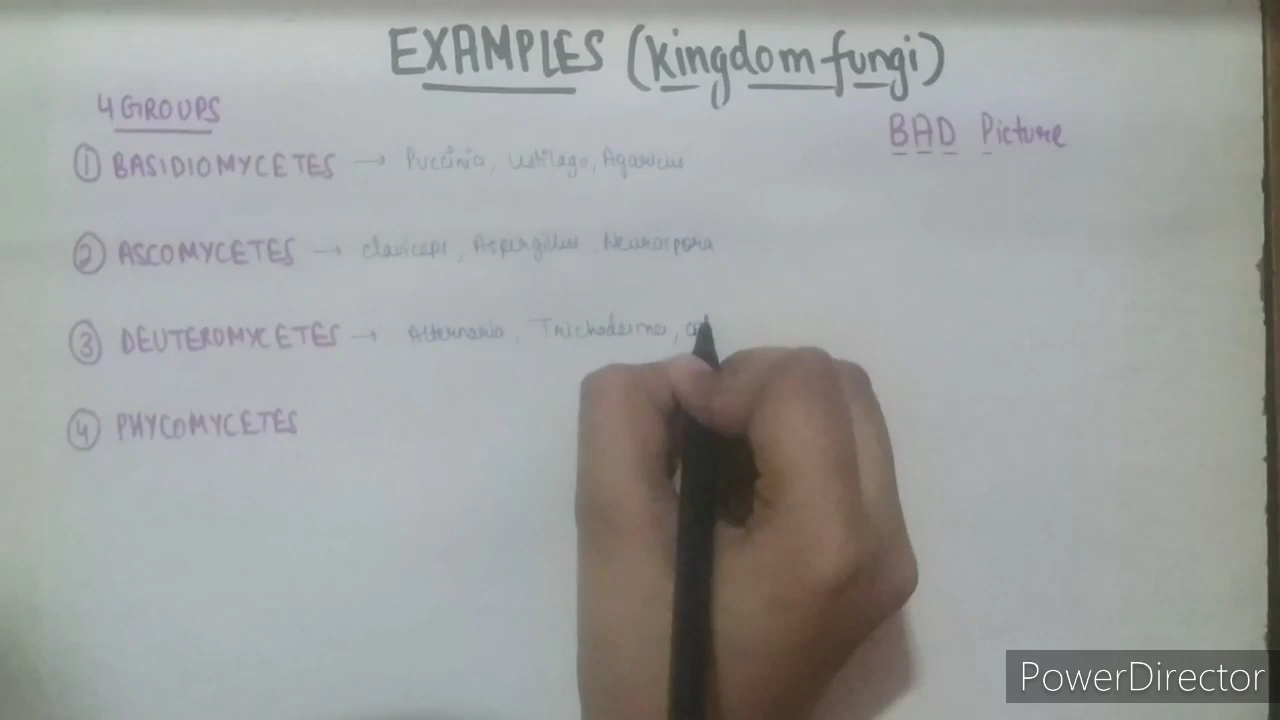 EXAMPLES (kingdom fungi)
4 GROUPS
BAD Picture
① BASIDIOMYCETES → Puccinia, Ustilago, Agaricus
② ASCOMYCETES → claviceps, Aspergillus, Neurospora
③ DEUTEROMYCETES → Alternaria, Trichoderma,
④ PHYCOMYCETES
PowerDirector